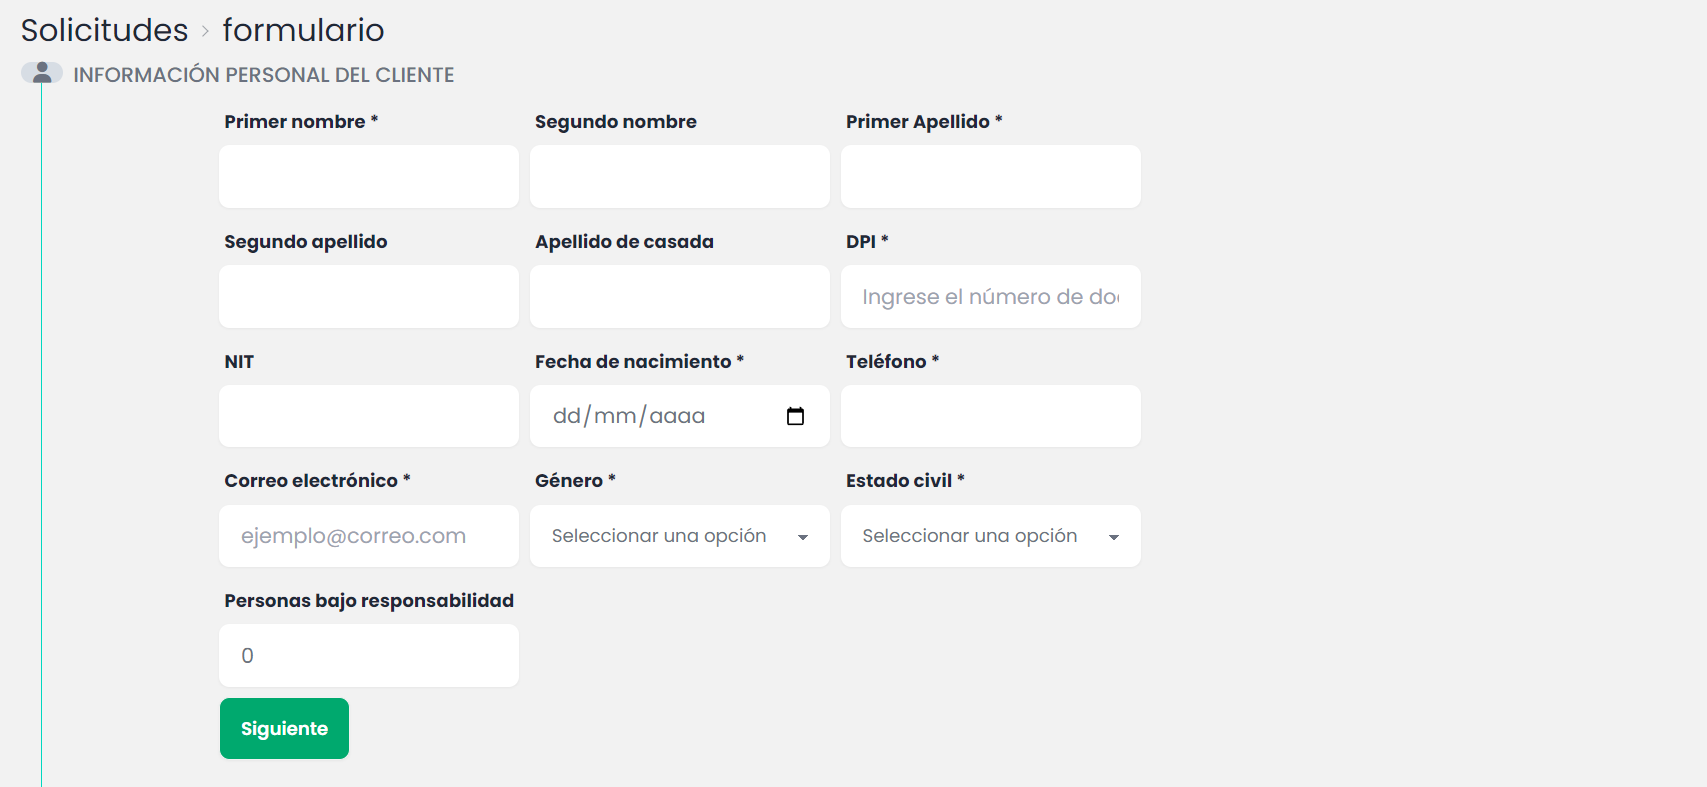 Solicitudes > formulario
INFORMACIÓN PERSONAL DEL CLIENTE
Primer nombre * Segundo nombre Primer Apellido *
Segundo apellido Apellido de casada DPI *
Ingrese el número de do
NIT Fecha de nacimiento * Teléfono *
dd/mm/aaaa
Correo electrónico * Género * Estado civil *
ejemplo@correo.com Seleccionar una opción Seleccionar una opción
Personas bajo responsabilidad
0
Siguiente